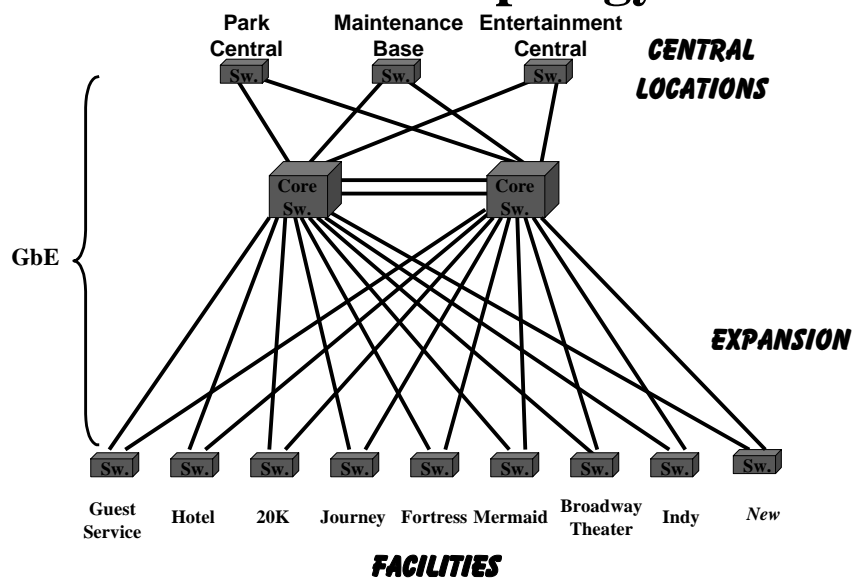 Park Central
Maintenance Base
Entertainment Central
CENTRAL LOCATIONS
Sw.
Sw.
Sw.
Core Sw.
Core Sw.
GbE
EXPANSION
Sw.
Sw.
Sw.
Sw.
Sw.
Sw.
Sw.
Sw.
Sw.
Guest Service
Hotel
20K
Journey
Fortress
Mermaid
Broadway Theater
Indy
New
FACILITIES